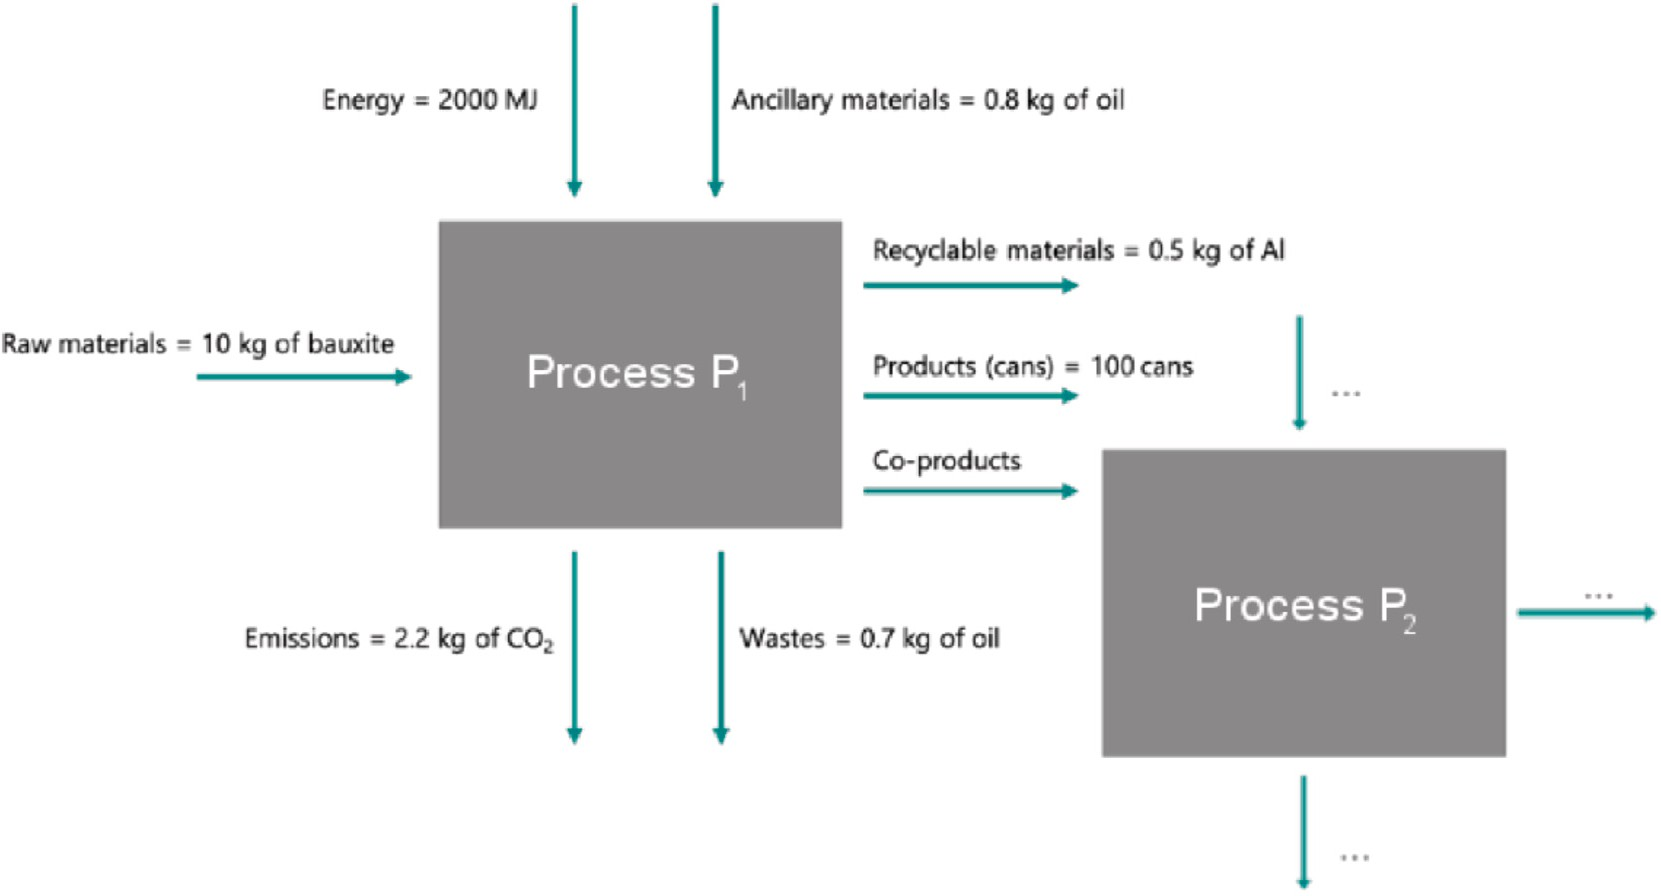 Energy = 2000 MJ
Ancillary materials = 0.8 kg of oil
Recyclable materials = 0.5 kg of Al
Raw materials = 10 kg of bauxite
Process P₁
Products (cans) = 100 cans
...
Co-products
Process P₂
...
Emissions = 2.2 kg of CO₂
Wastes = 0.7 kg of oil
...